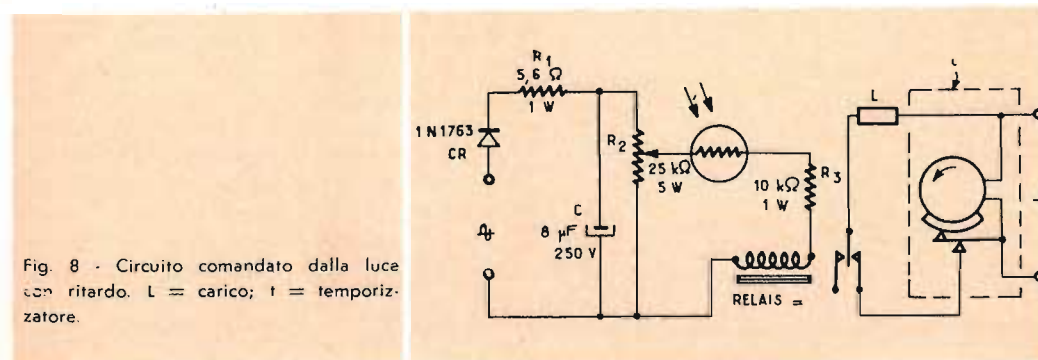 Fig. 8 - Circuito comandato dalla luce
con ritardo. L = carico; t = temporiz-
zatore.
R1
5,6 Ω
1 W
1N1763
CR
R2
25 kΩ
5 W
C
8 µF
250 V
10 kΩ
1 W
R3
RELAIS =
L